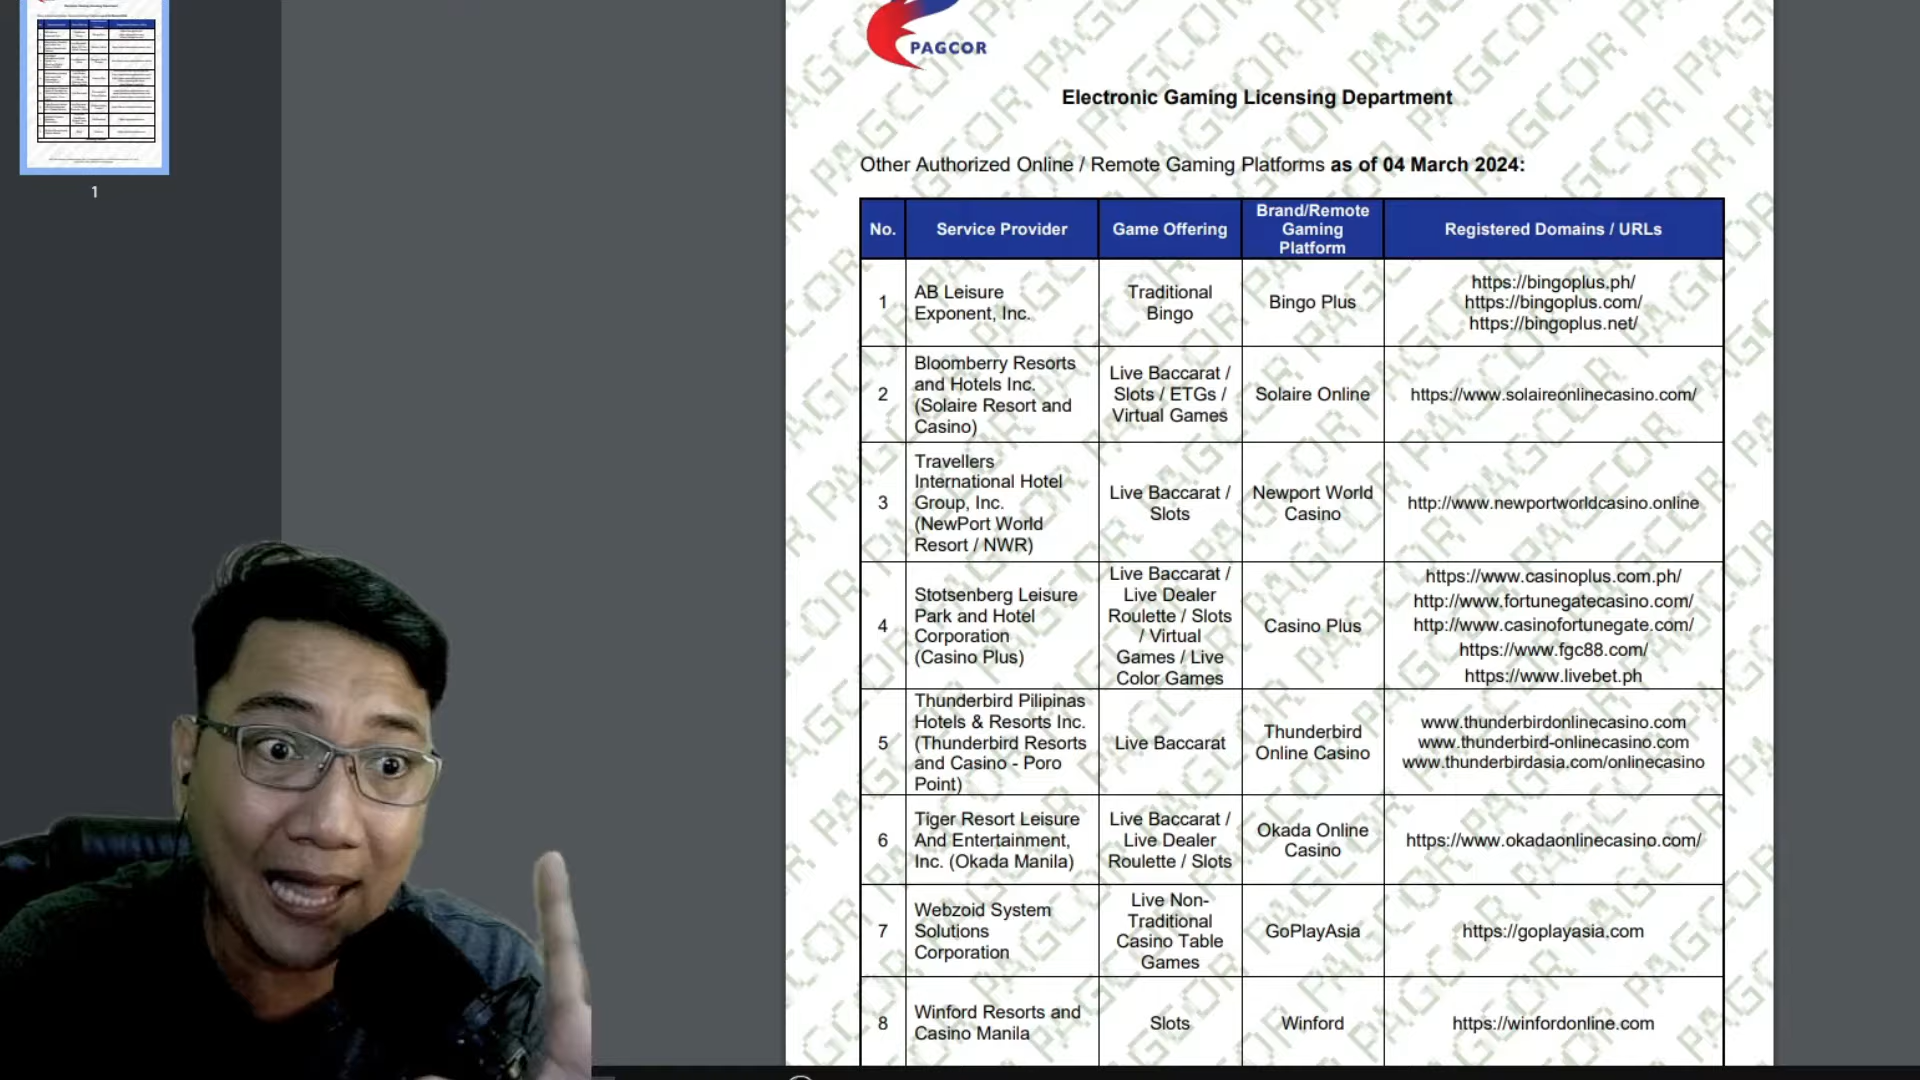 PAGCOR
Electronic Gaming Licensing Department
Other Authorized Online / Remote Gaming Platforms as of 04 March 2024:
No.
Service Provider
Game Offering
Brand/Remote
Gaming
Platform
Registered Domains / URLs
1
AB Leisure
Exponent, Inc.
Traditional
Bingo
Bingo Plus
https://bingoplus.ph/
https://bingoplus.com/
https://bingoplus.net/
2
Bloomberry Resorts
and Hotels Inc.
(Solaire Resort and
Casino)
Live Baccarat /
Slots / ETGs /
Virtual Games
Solaire Online
https://www.solaireonlinecasino.com/
3
Travellers
International Hotel
Group, Inc.
(NewPort World
Resort / NWR)
Live Baccarat /
Slots
Newport World
Casino
http://www.newportworldcasino.online
4
Stotsenberg Leisure
Park and Hotel
Corporation
(Casino Plus)
Live Baccarat /
Live Dealer
Roulette / Slots
/ Virtual
Games / Live
Color Games
Casino Plus
https://www.casinoplus.com.ph/
http://www.fortunegatecasino.com/
http://www.casinofortunegate.com/
https://www.fgc88.com/
https://www.livebet.ph
5
Thunderbird Pilipinas
Hotels & Resorts Inc.
(Thunderbird Resorts
and Casino - Poro
Point)
Live Baccarat
Thunderbird
Online Casino
www.thunderbirdonlinecasino.com
www.thunderbird-onlinecasino.com
www.thunderbirdasia.com/onlinecasino
6
Tiger Resort Leisure
And Entertainment,
Inc. (Okada Manila)
Live Baccarat /
Live Dealer
Roulette / Slots
Okada Online
Casino
https://www.okadaonlinecasino.com/
7
Webzoid System
Solutions
Corporation
Live Non-
Traditional
Casino Table
Games
GoPlayAsia
https://goplayasia.com
8
Winford Resorts and
Casino Manila
Slots
Winford
https://winfordonline.com
1